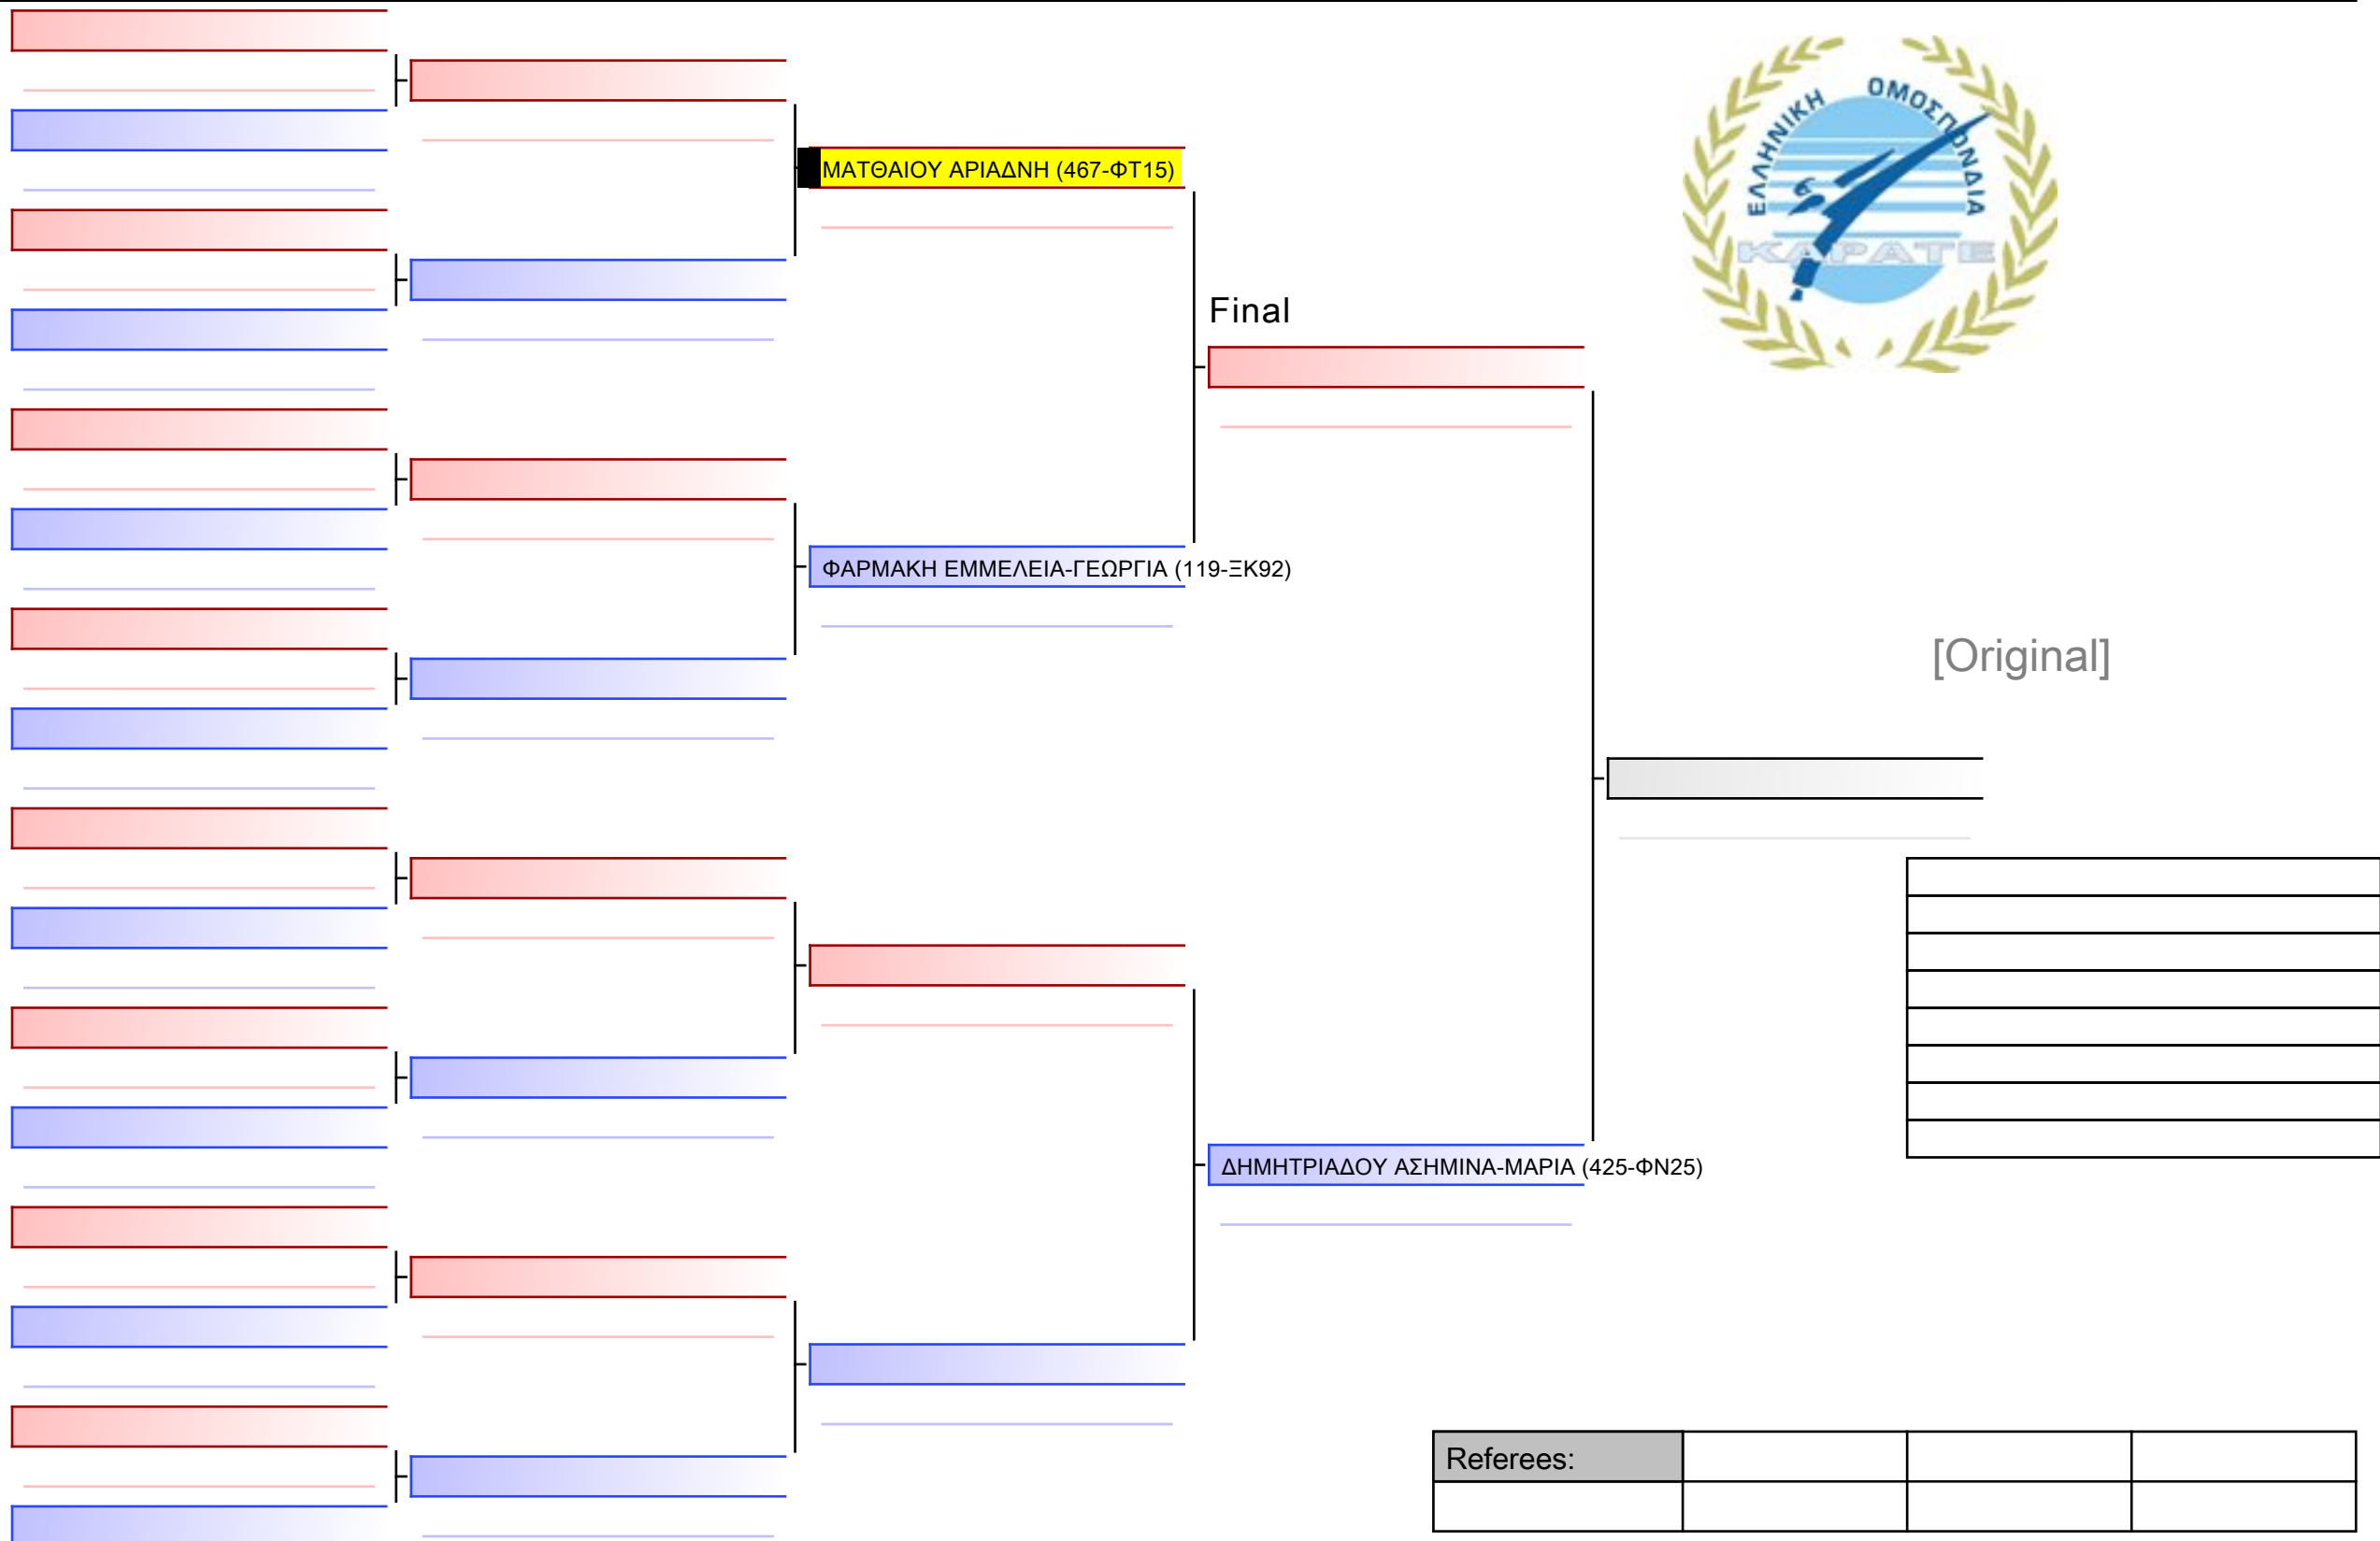 ΕΛΛΗΝΙΚΗ ΟΜΟΣΠΟΝΔΙΑ
ΚΑΡΑΤΕ
ΜΑΤΘΑΙΟΥ ΑΡΙΑΔΝΗ (467-ΦΤ15)
Final
ΦΑΡΜΑΚΗ ΕΜΜΕΛΕΙΑ-ΓΕΩΡΓΙΑ (119-ΞΚ92)
[Original]
ΔΗΜΗΤΡΙΑΔΟΥ ΑΣΗΜΙΝΑ-ΜΑΡΙΑ (425-ΦΝ25)
Referees: